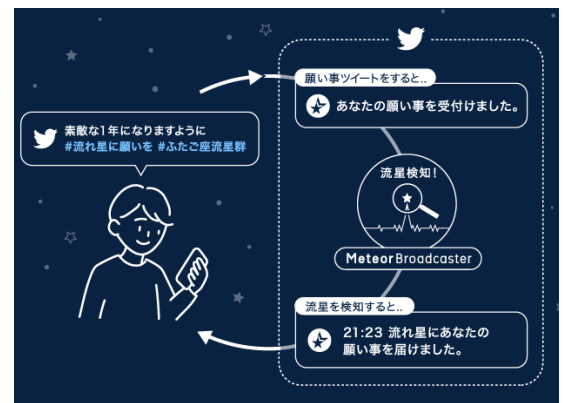 素敵な1年になりますように
#流れ星に願いを #ふたご座流星群
願い事ツイートをすると..
あなたの願い事を受付けました。
流星検知!
MeteorBroadcaster
流星を検知すると..
21:23 流れ星にあなたの
願い事を届けました。